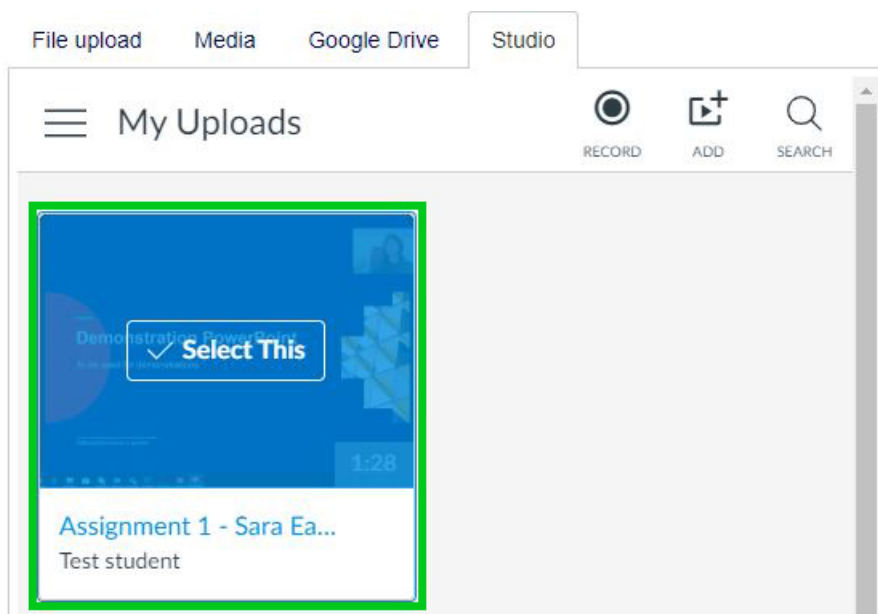 File upload Media Google Drive Studio
My Uploads
RECORD ADD SEARCH
Demonstration PowerPoint
Select This
1:28
Assignment 1 - Sara Ea...
Test student